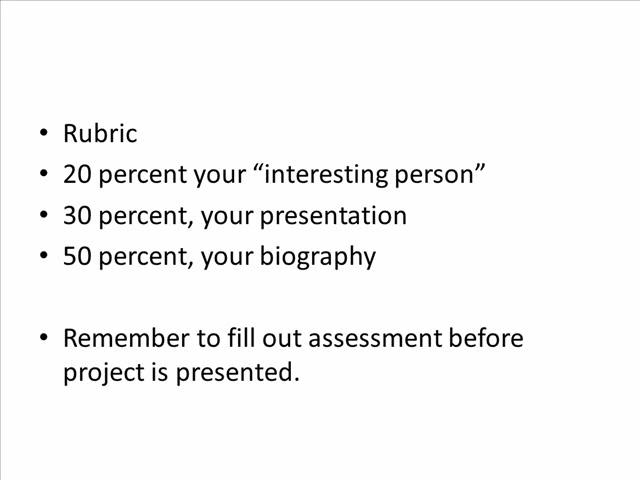 • Rubric
• 20 percent your “interesting person”
• 30 percent, your presentation
• 50 percent, your biography
• Remember to fill out assessment before
project is presented.